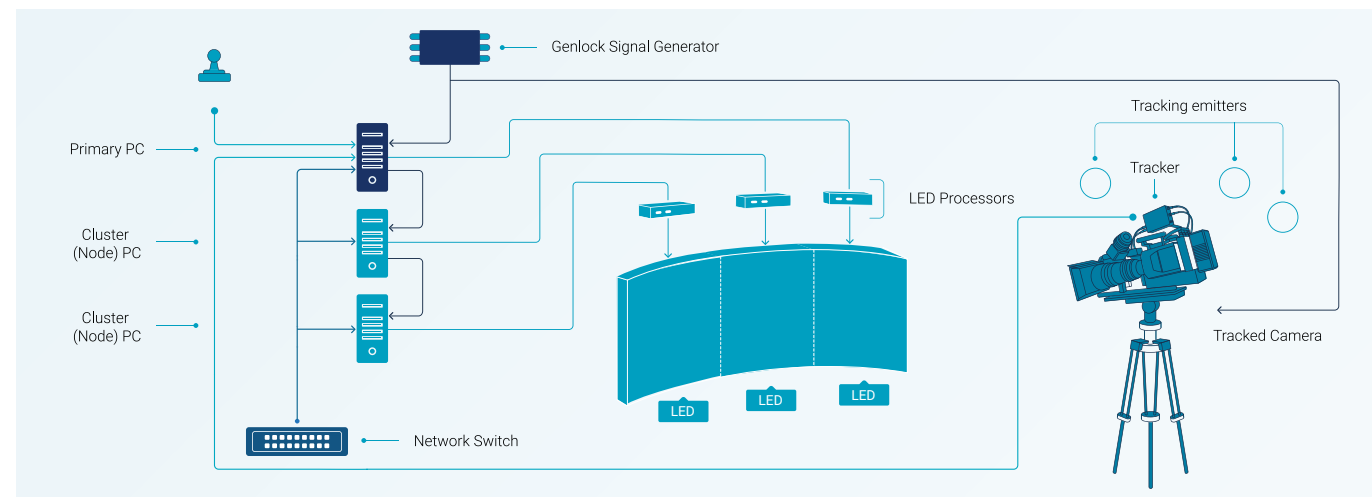 Genlock Signal Generator
Tracking emitters
Primary PC
Tracker
LED Processors
Cluster
(Node) PC
Cluster
(Node) PC
Tracked Camera
LED
LED
LED
Network Switch